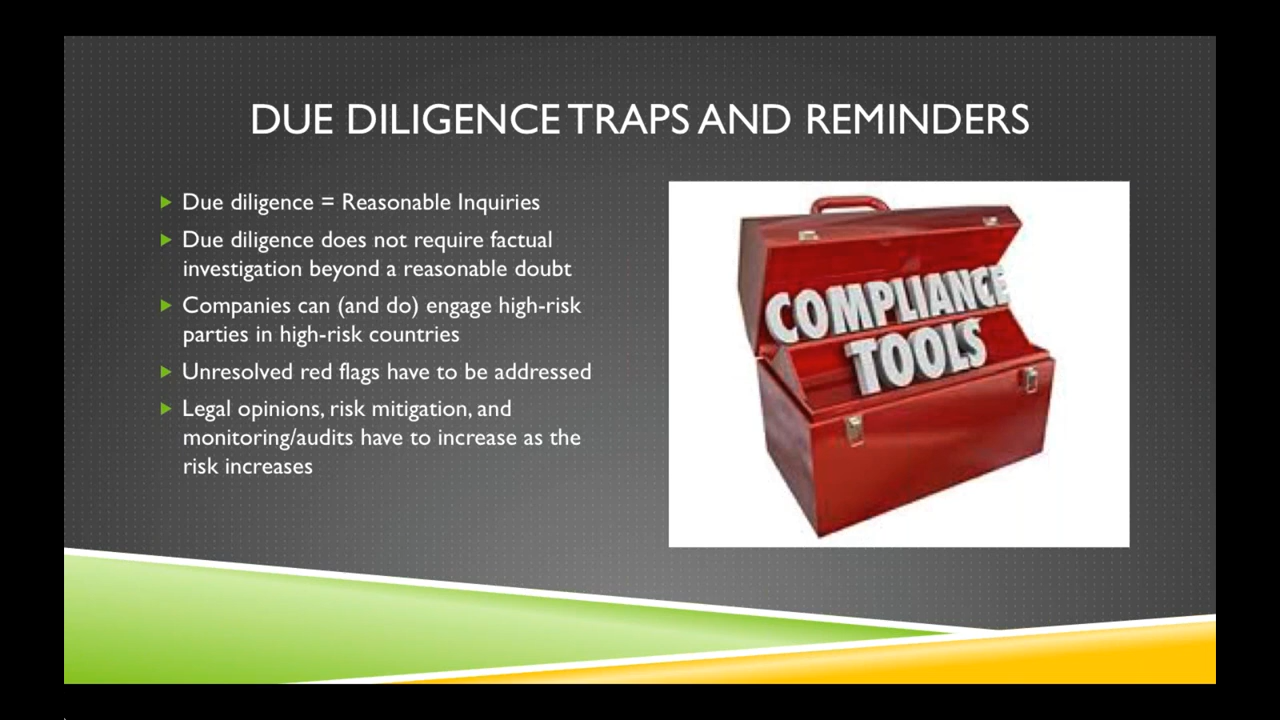 DUE DILIGENCE TRAPS AND REMINDERS
Due diligence = Reasonable Inquiries
Due diligence does not require factual
investigation beyond a reasonable doubt
Companies can (and do) engage high-risk
parties in high-risk countries
Unresolved red flags have to be addressed
Legal opinions, risk mitigation, and
monitoring/audits have to increase as the
risk increases
COMPLIANCE
TOOLS